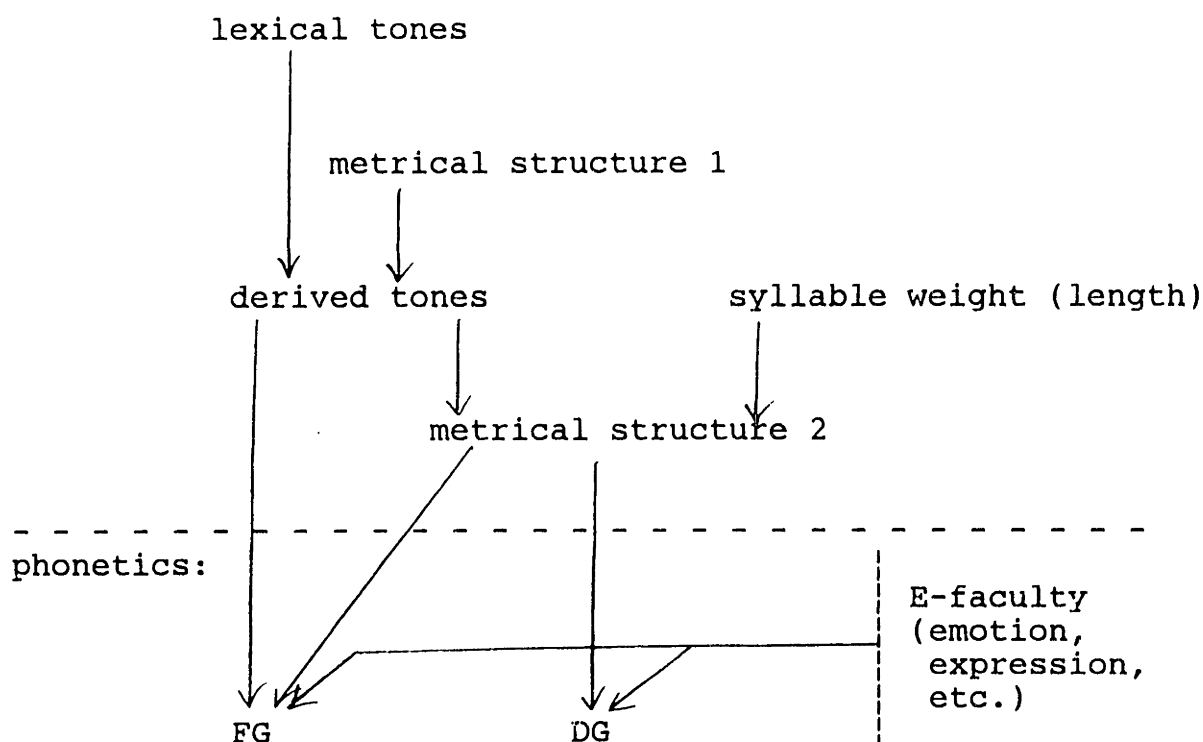 lexical tones
metrical structure 1
derived tones syllable weight (length)
metrical structure 2
phonetics:
E-faculty
(emotion,
expression,
etc.)
FG DG